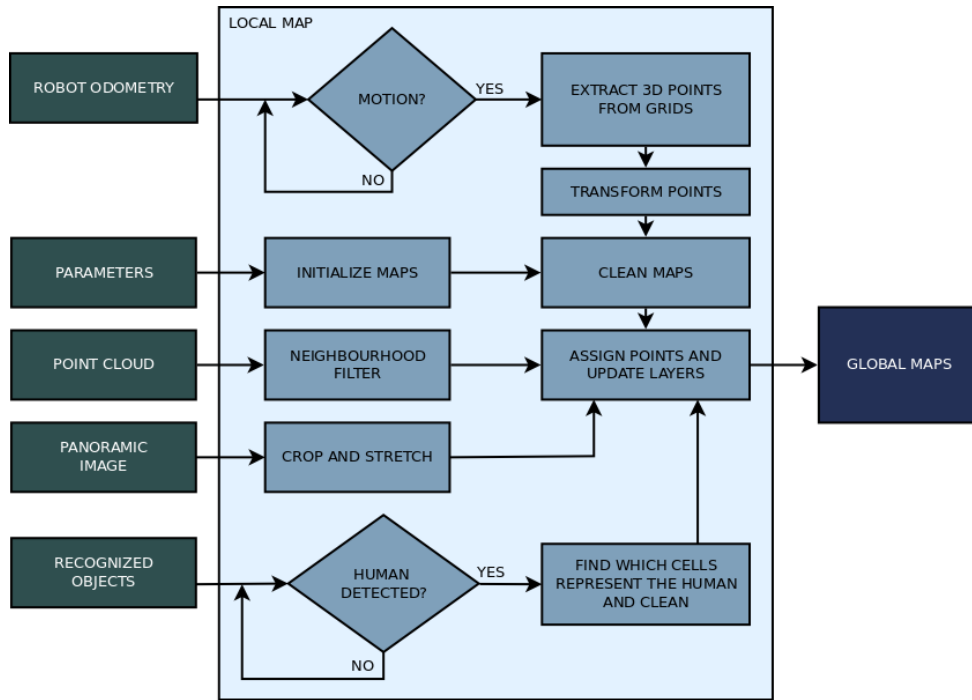 LOCAL MAP
ROBOT ODOMETRY
MOTION?
YES
NO
EXTRACT 3D POINTS
FROM GRIDS
TRANSFORM POINTS
PARAMETERS
INITIALIZE MAPS
CLEAN MAPS
POINT CLOUD
NEIGHBOURHOOD
FILTER
ASSIGN POINTS AND
UPDATE LAYERS
GLOBAL MAPS
PANORAMIC
IMAGE
CROP AND STRETCH
RECOGNIZED
OBJECTS
HUMAN
DETECTED?
YES
NO
FIND WHICH CELLS
REPRESENT THE HUMAN
AND CLEAN